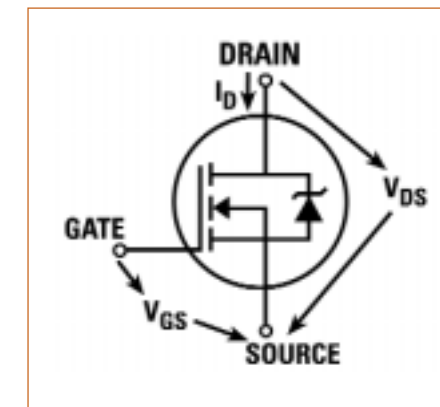 DRAIN
ID
VDS
GATE
VGS
SOURCE